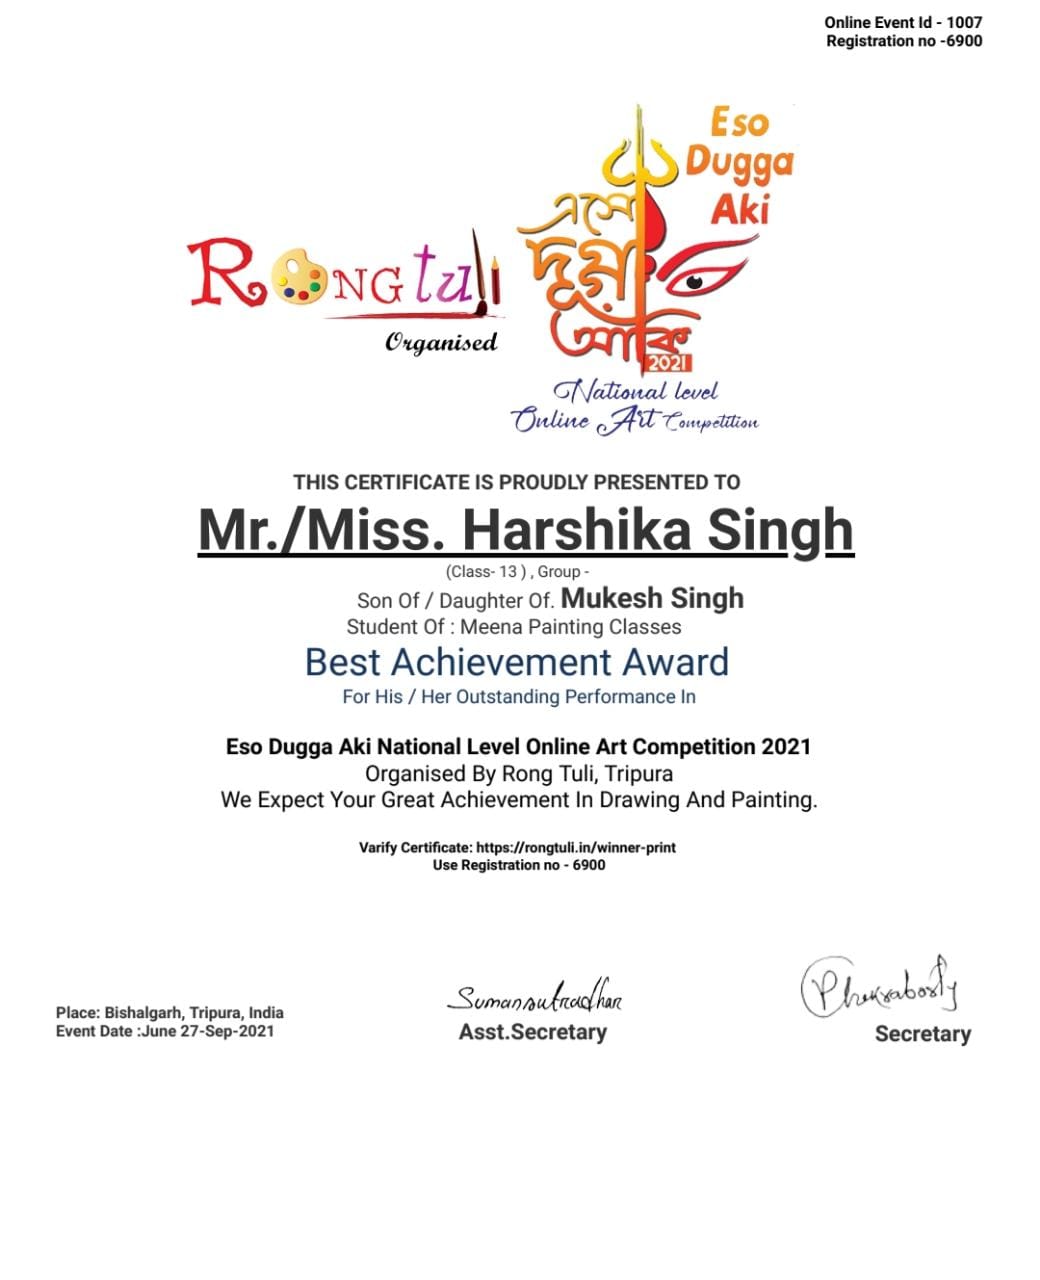 Online Event Id - 1007
Registration no -6900
Eso
Dugga
Aki
এসো
দুগ্গা
আঁকি
2021
RONG tuli
Organised
National level
Online Art Competition
THIS CERTIFICATE IS PROUDLY PRESENTED TO
Mr./Miss. Harshika Singh
(Class- 13 ) , Group -
Son Of / Daughter Of. Mukesh Singh
Student Of : Meena Painting Classes
Best Achievement Award
For His / Her Outstanding Performance In
Eso Dugga Aki National Level Online Art Competition 2021
Organised By Rong Tuli, Tripura
We Expect Your Great Achievement In Drawing And Painting.
Varify Certificate: https://rongtuli.in/winner-print
Use Registration no - 6900
Place: Bishalgarh, Tripura, India
Event Date :June 27-Sep-2021
Sumansutradhar
Asst.Secretary
Secretary